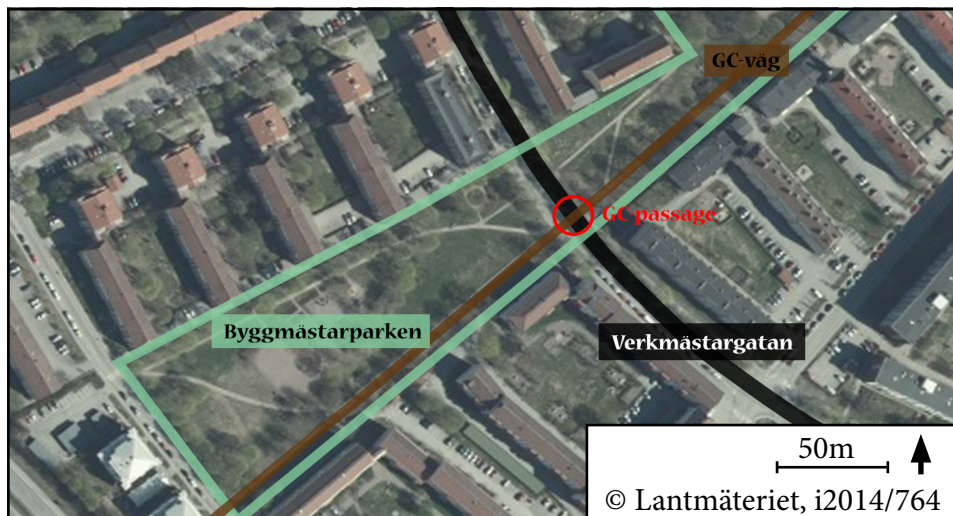 GC-väg
GC-passage
Byggmästarparken
Verkmästargatan
50m
© Lantmäteriet, i2014/764